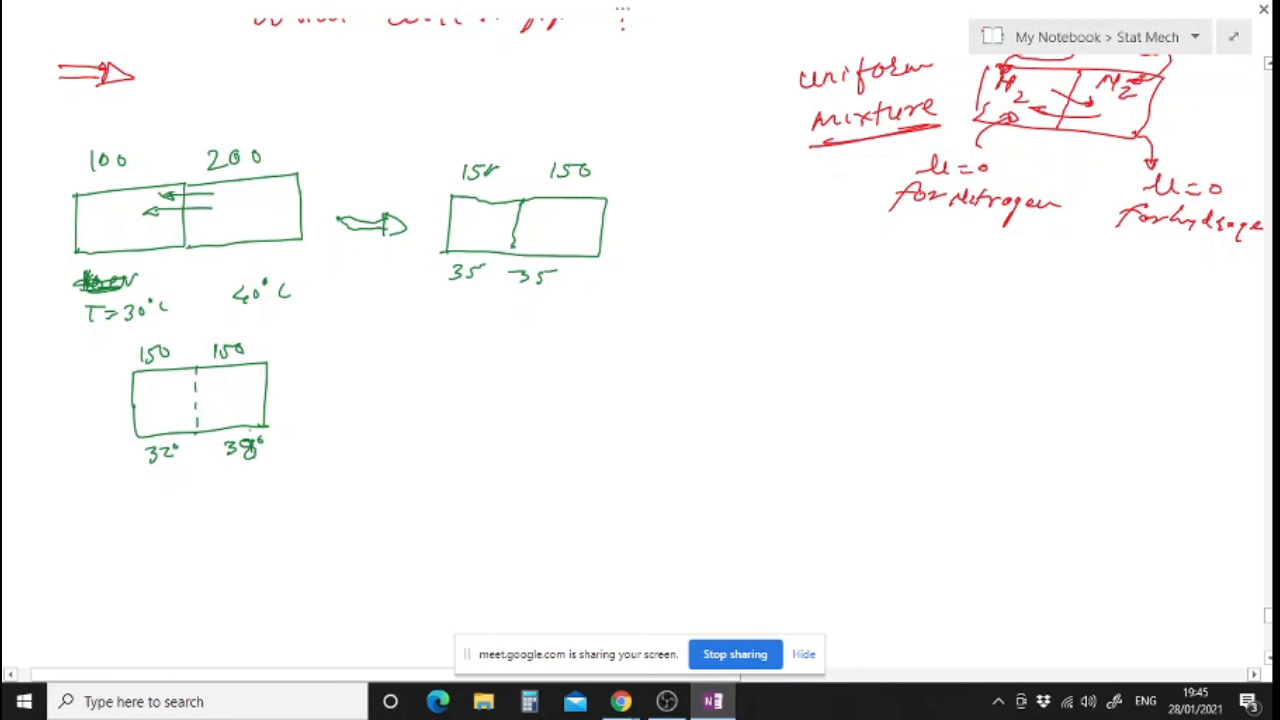 My Notebook > Stat Mech
uniform
mixture
N2
μ=0
for Nitrogen
μ=0
for hydroge
100
200
150
150
35
35
T=30°C
40°C
150
150
32°
38°
meet.google.com is sharing your screen.
Stop sharing
Hide
Type here to search
ENG
19:45
28/01/2021
3